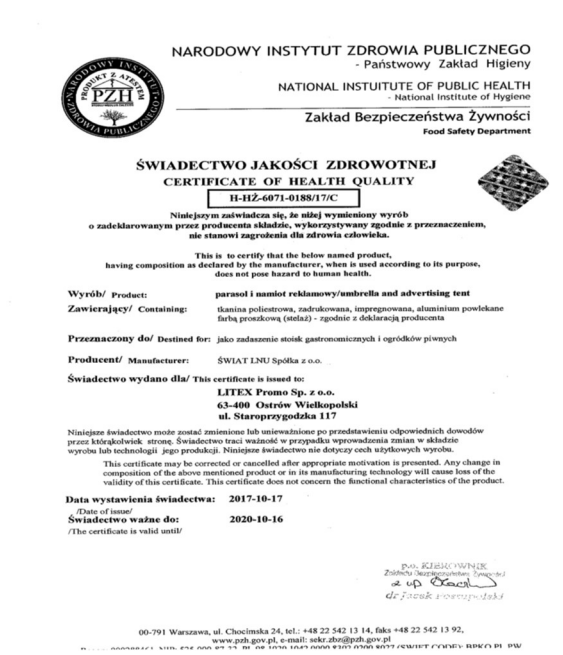 NARODOWY INSTYTUT ZDROWIA PUBLICZNEGO
- Państwowy Zakład Higieny
NATIONAL INSTUITUTE OF PUBLIC HEALTH
- National Institute of Hygiene
Zakład Bezpieczeństwa Żywności
Food Safety Department
NARODOWY INSTYTUT
PRODUKT Z ATESTEM
PZH
ZDROWIA PUBLICZNEGO
ŚWIADECTWO JAKOŚCI ZDROWOTNEJ
CERTIFICATE OF HEALTH QUALITY
H-HŻ-6071-0188/17/C
Niniejszym zaświadcza się, że niżej wymieniony wyrób
o zadeklarowanym przez producenta składzie, wykorzystywany zgodnie z przeznaczeniem,
nie stanowi zagrożenia dla zdrowia człowieka.
This is to certify that the below named product,
having composition as declared by the manufacturer, when is used according to its purpose,
does not pose hazard to human health.
Wyrób/ Product: parasol i namiot reklamowy/umbrella and advertising tent
Zawierający/ Containing: tkanina poliestrowa, zadrukowana, impregnowana, aluminium powlekane
farbą proszkową (stelaż) - zgodnie z deklaracją producenta
Przeznaczony do/ Destined for: jako zadaszenie stoisk gastronomicznych i ogródków piwnych
Producent/ Manufacturer: ŚWIAT LNU Spółka z o.o.
Świadectwo wydano dla/ This certificate is issued to:
LITEX Promo Sp. z o.o.
63-400 Ostrów Wielkopolski
ul. Staroprzygodzka 117
Niniejsze świadectwo może zostać zmienione lub unieważnione po przedstawieniu odpowiednich dowodów
przez którąkolwiek stronę. Świadectwo traci ważność w przypadku wprowadzenia zmian w składzie
wyrobu lub technologii jego produkcji. Niniejsze świadectwo nie dotyczy cech użytkowych wyrobu.
This certificate may be corrected or cancelled after appropriate motivation is presented. Any change in
composition of the above mentioned product or in its manufacturing technology will cause loss of the
validity of this certificate. This certificate does not concern the functional characteristics of the product.
Data wystawienia świadectwa: 2017-10-17
/Date of issue/
Świadectwo ważne do: 2020-10-16
/The certificate is valid until/
p.o. KIEROWNIK
Zakładu Bezpieczeństwa Żywności
dr Jacek Postupolski
00-791 Warszawa, ul. Chocimska 24, tel.: +48 22 542 13 14, faks +48 22 542 13 92,
www.pzh.gov.pl, e-mail: sekr.zbz@pzh.gov.pl